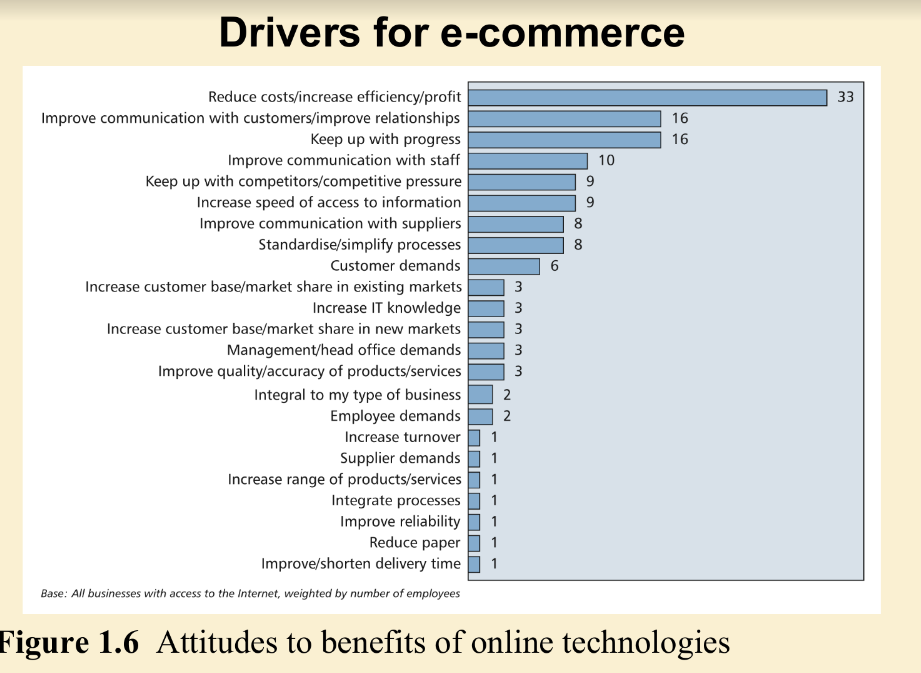 Drivers for e-commerce
Reduce costs/increase efficiency/profit 33
Improve communication with customers/improve relationships 16
Keep up with progress 16
Improve communication with staff 10
Keep up with competitors/competitive pressure 9
Increase speed of access to information 9
Improve communication with suppliers 8
Standardise/simplify processes 8
Customer demands 6
Increase customer base/market share in existing markets 3
Increase IT knowledge 3
Increase customer base/market share in new markets 3
Management/head office demands 3
Improve quality/accuracy of products/services 3
Integral to my type of business 2
Employee demands 2
Increase turnover 1
Supplier demands 1
Increase range of products/services 1
Integrate processes 1
Improve reliability 1
Reduce paper 1
Improve/shorten delivery time 1
Base: All businesses with access to the Internet, weighted by number of employees
Figure 1.6 Attitudes to benefits of online technologies